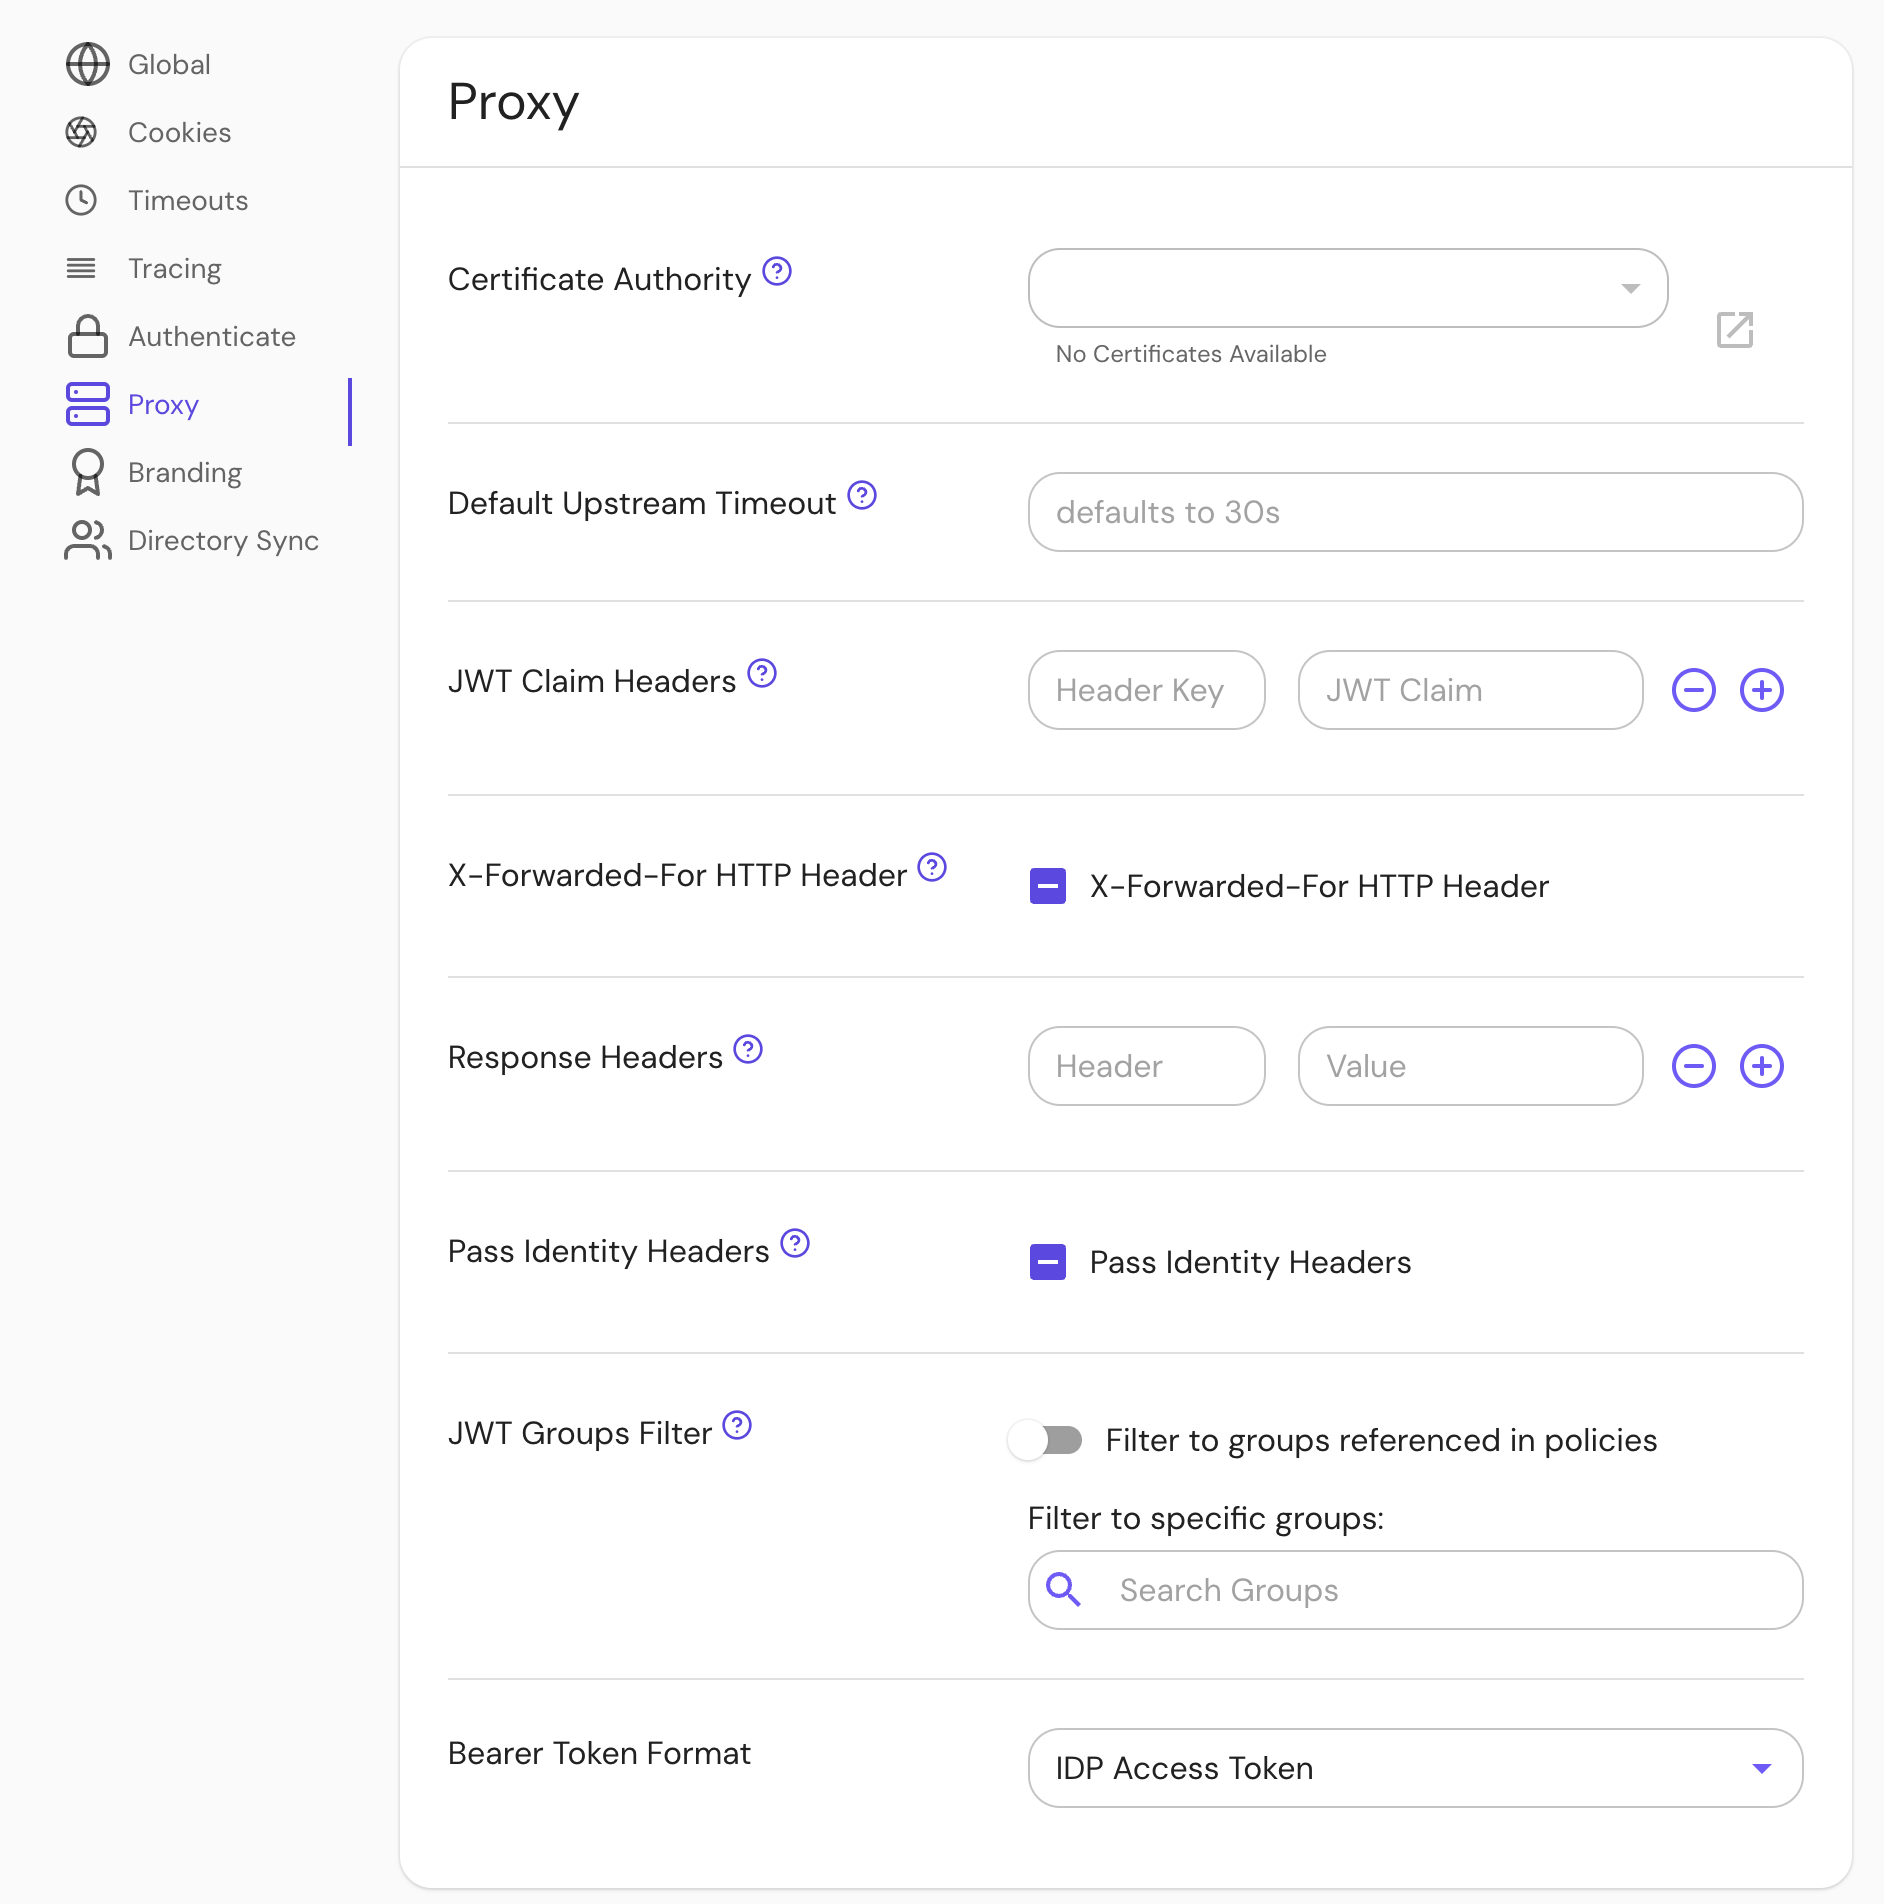 Global
Cookies
Timeouts
Tracing
Authenticate
Proxy
Branding
Directory Sync
Proxy
Certificate Authority
No Certificates Available
Default Upstream Timeout
defaults to 30s
JWT Claim Headers
Header Key
JWT Claim
X-Forwarded-For HTTP Header
X-Forwarded-For HTTP Header
Response Headers
Header
Value
Pass Identity Headers
Pass Identity Headers
JWT Groups Filter
Filter to groups referenced in policies
Filter to specific groups:
Search Groups
Bearer Token Format
IDP Access Token